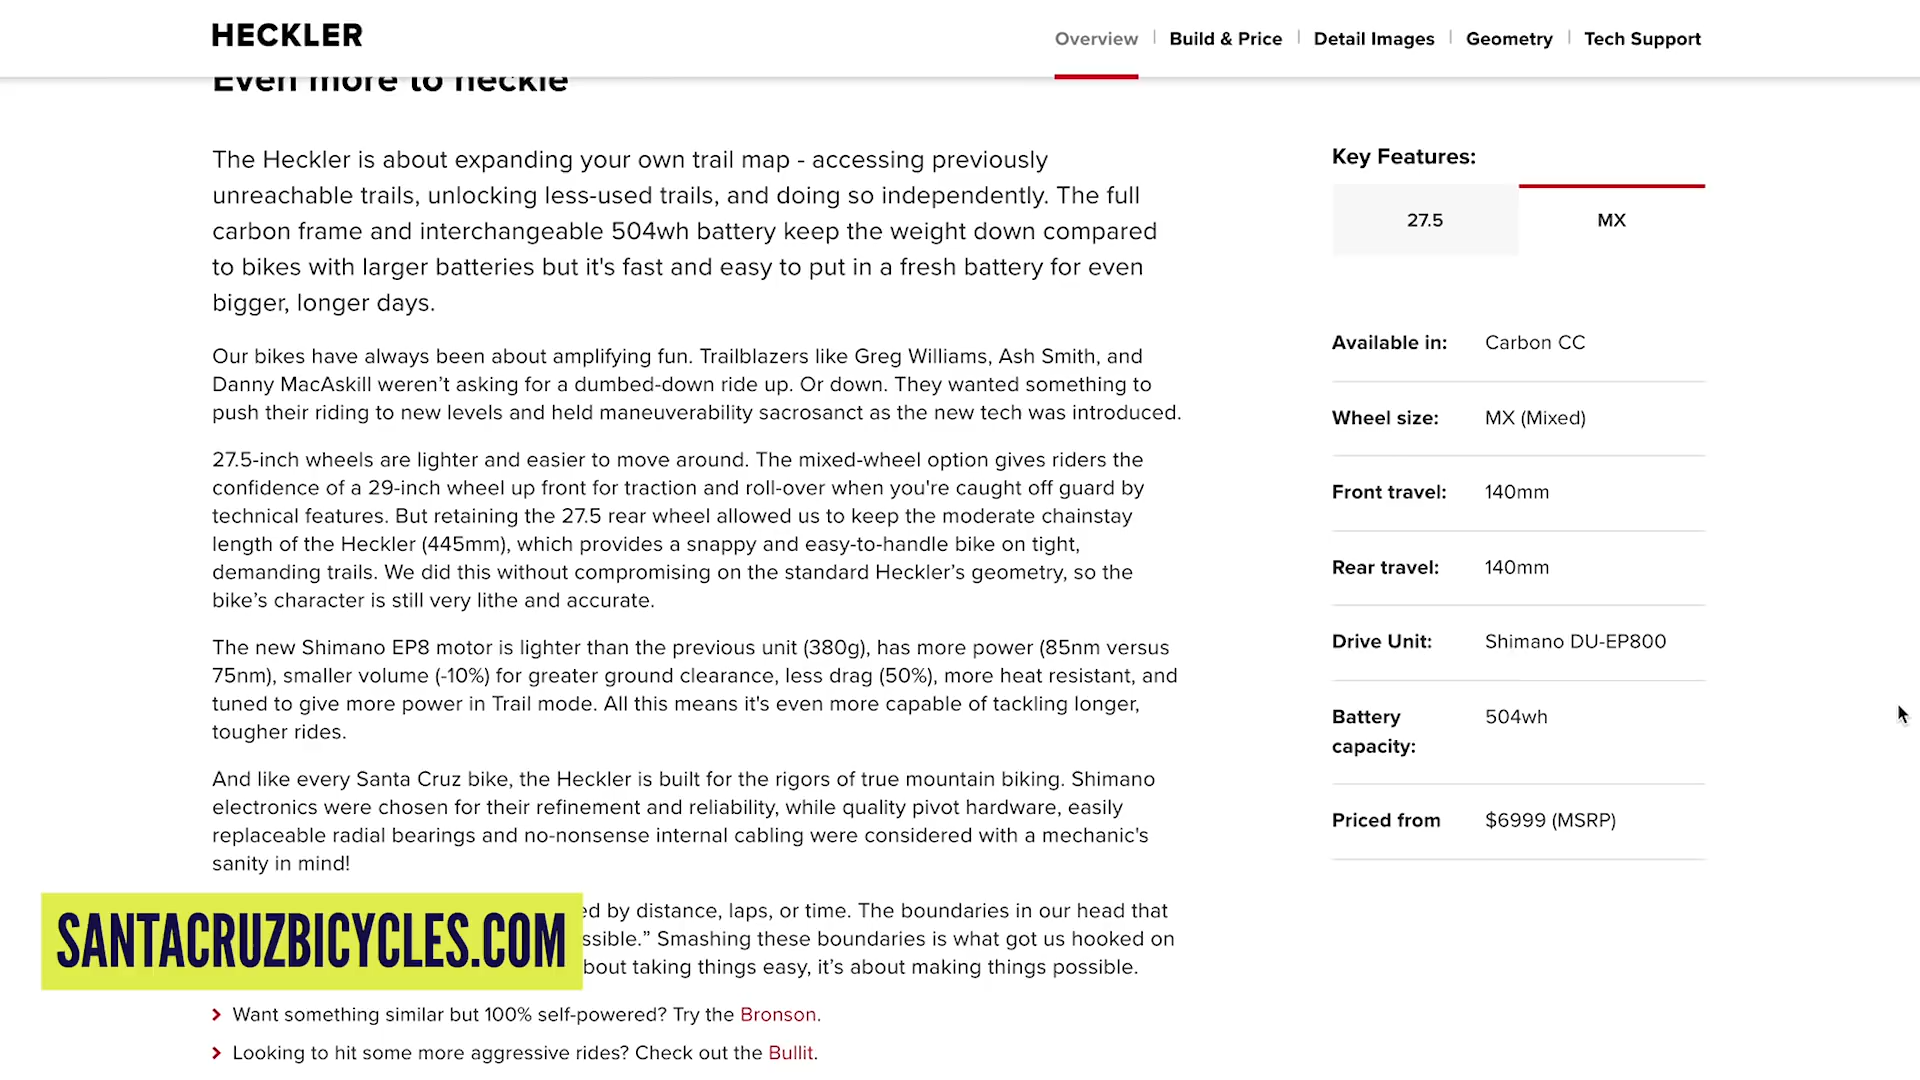 HECKLER
Overview
Build & Price
Detail Images
Geometry
Tech Support
Even more to heckle
The Heckler is about expanding your own trail map - accessing previously
unreachable trails, unlocking less-used trails, and doing so independently. The full
carbon frame and interchangeable 504wh battery keep the weight down compared
to bikes with larger batteries but it's fast and easy to put in a fresh battery for even
bigger, longer days.
Our bikes have always been about amplifying fun. Trailblazers like Greg Williams, Ash Smith, and
Danny MacAskill weren’t asking for a dumbed-down ride up. Or down. They wanted something to
push their riding to new levels and held maneuverability sacrosanct as the new tech was introduced.
27.5-inch wheels are lighter and easier to move around. The mixed-wheel option gives riders the
confidence of a 29-inch wheel up front for traction and roll-over when you're caught off guard by
technical features. But retaining the 27.5 rear wheel allowed us to keep the moderate chainstay
length of the Heckler (445mm), which provides a snappy and easy-to-handle bike on tight,
demanding trails. We did this without compromising on the standard Heckler’s geometry, so the
bike’s character is still very lithe and accurate.
The new Shimano EP8 motor is lighter than the previous unit (380g), has more power (85nm versus
75nm), smaller volume (-10%) for greater ground clearance, less drag (50%), more heat resistant, and
tuned to give more power in Trail mode. All this means it's even more capable of tackling longer,
tougher rides.
And like every Santa Cruz bike, the Heckler is built for the rigors of true mountain biking. Shimano
electronics were chosen for their refinement and reliability, while quality pivot hardware, easily
replaceable radial bearings and no-nonsense internal cabling were considered with a mechanic's
sanity in mind!
by distance, laps, or time. The boundaries in our head that
Smashing these boundaries is what got us hooked on
taking things easy, it’s about making things possible.
SANTACRUZBICYCLES.COM
Want something similar but 100% self-powered? Try the Bronson.
Looking to hit some more aggressive rides? Check out the Bullit.
Key Features:
27.5
MX
Available in: Carbon CC
Wheel size: MX (Mixed)
Front travel: 140mm
Rear travel: 140mm
Drive Unit: Shimano DU-EP800
Battery 504wh
capacity:
Priced from $6999 (MSRP)